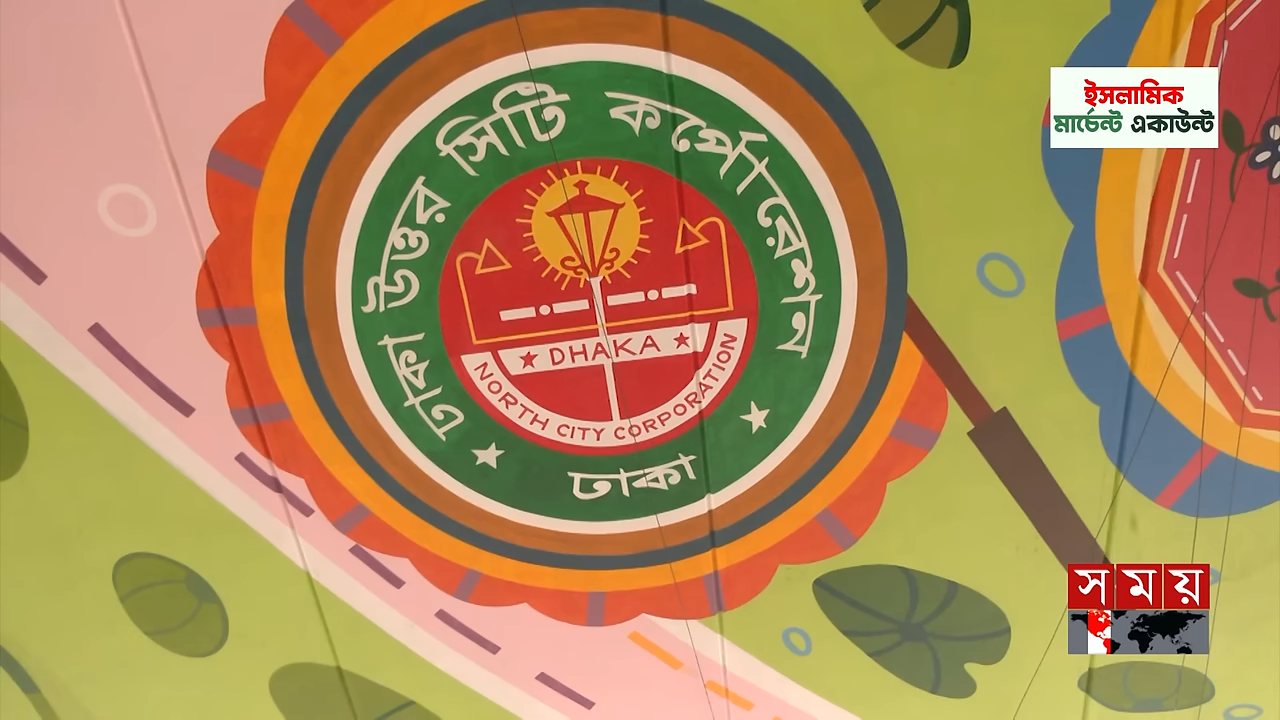 ঢাকা উত্তর সিটি কর্পোরেশন
DHAKA
NORTH CITY CORPORATION
ঢাকা
ইসলামিক
মার্চেন্ট একাউন্ট
সময়